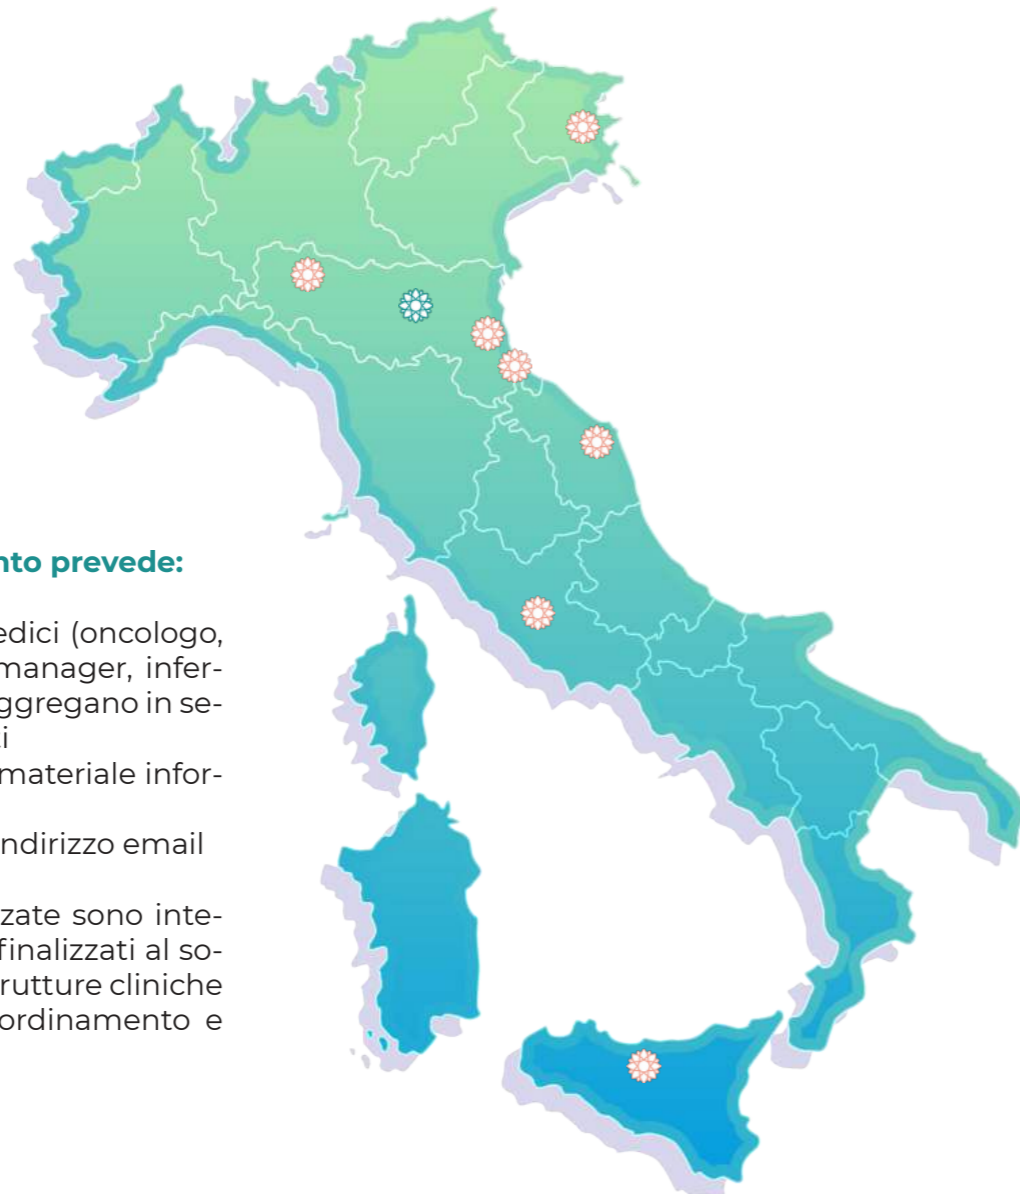 nto prevede:
edici (oncologo,
manager, infer-
ggregano in se-
ti
materiale infor-
ndirizzo email
zate sono inte-
finalizzati al so-
rutture cliniche
ordinamento e